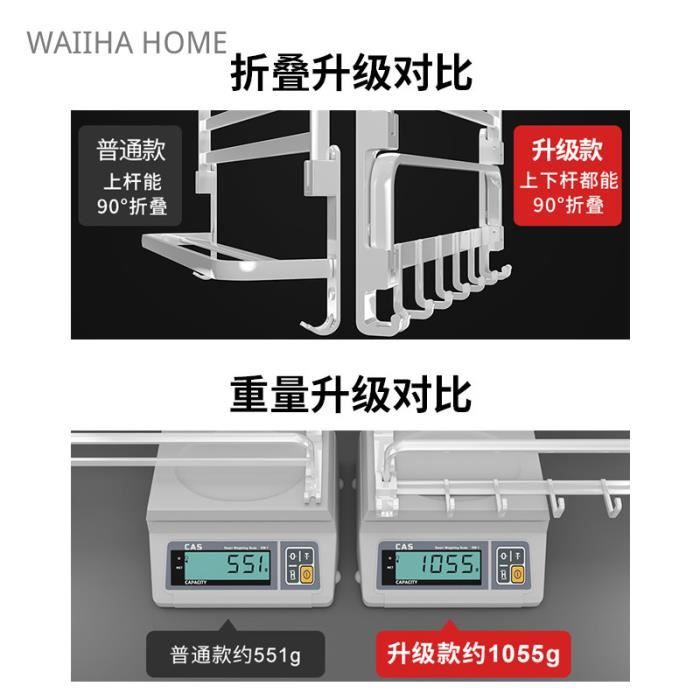 WAIIHA HOME
折叠升级对比
普通款
上杆能
90°折叠
升级款
上下杆都能
90°折叠
重量升级对比
CAS
551
CAPACITY
CAS
1055
CAPACITY
普通款约551g
升级款约1055g